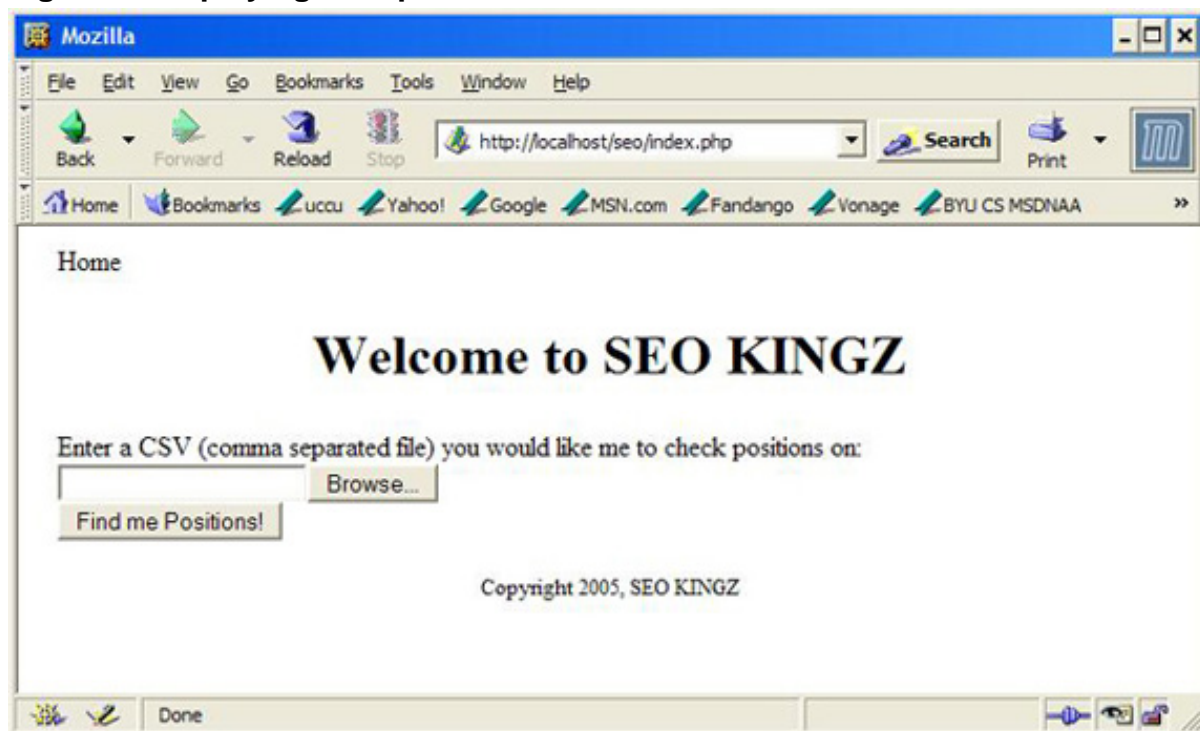 Mozilla
File Edit View Go Bookmarks Tools Window Help
Back Forward Reload Stop http://localhost/seo/index.php Search Print
Home Bookmarks uccu Yahoo! Google MSN.com Fandango Vonage BYU CS MSDNAA »
Home
Welcome to SEO KINGZ
Enter a CSV (comma separated file) you would like me to check positions on:
Browse...
Find me Positions!
Copyright 2005, SEO KINGZ
Done